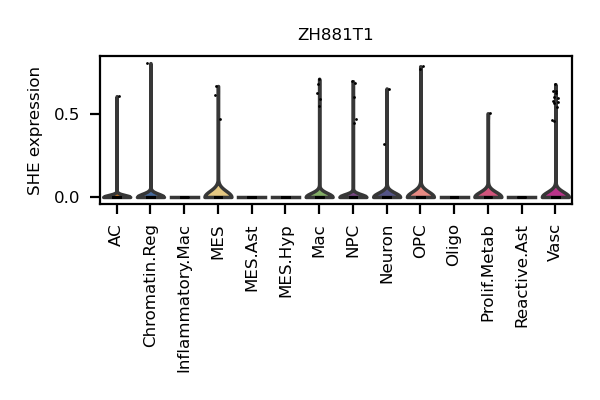 ZH881T1
SHE expression
0.5
0.0
AC
Chromatin.Reg
Inflammatory.Mac
MES
MES.Ast
MES.Hyp
Mac
NPC
Neuron
OPC
Oligo
Prolif.Metab
Reactive.Ast
Vasc